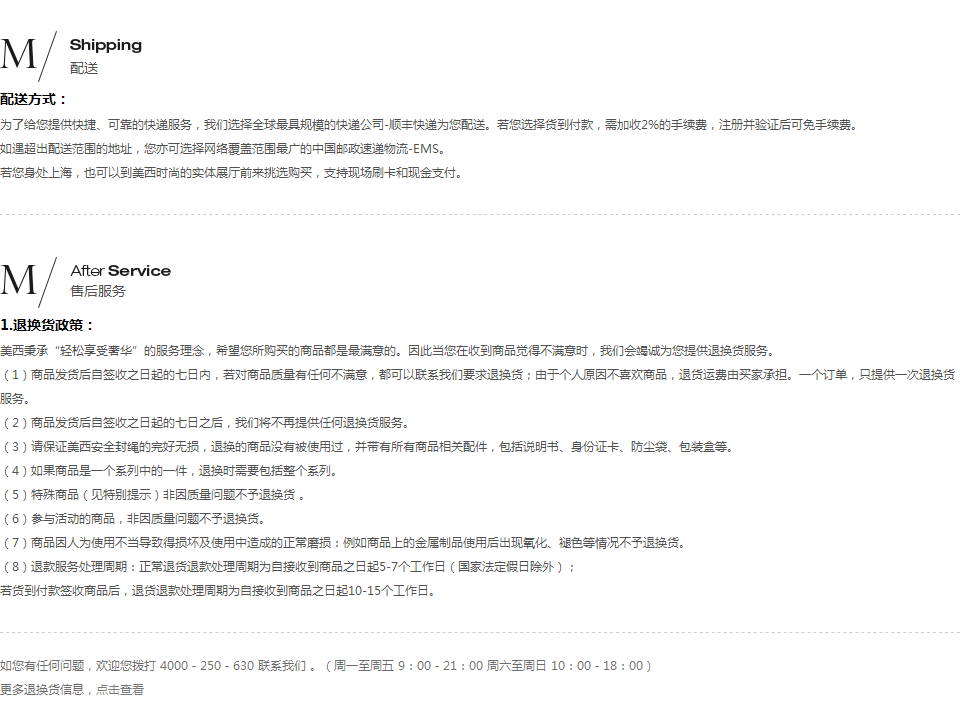 M/ Shipping
配送
配送方式：
为了给您提供快捷、可靠的快递服务，我们选择全球最具规模的快递公司-顺丰快递为您配送。若您选择货到付款，需加收2%的手续费，注册并验证后可免手续费。
如遇超出配送范围的地址，您亦可选择网络覆盖范围最广的中国邮政速递物流-EMS。
若您身处上海，也可以到美西时尚的实体展厅前来挑选购买，支持现场刷卡和现金支付。
M/ After Service
售后服务
1.退换货政策：
美西秉承“轻松享受奢华”的服务理念，希望您所购买的商品都是最满意的。因此当您在收到商品觉得不满意时，我们会竭诚为您提供退换货服务。
（1）商品发货后自签收之日起的七日内，若对商品质量有任何不满意，都可以联系我们要求退换货；由于个人原因不喜欢商品，退货运费由买家承担。一个订单，只提供一次退换货
服务。
（2）商品发货后自签收之日起的七日之后，我们将不再提供任何退换货服务。
（3）请保证美西安全封绳的完好无损，退换的商品没有被使用过，并带有所有商品相关配件，包括说明书、身份证卡、防尘袋、包装盒等。
（4）如果商品是一个系列中的一件，退换时需要包括整个系列。
（5）特殊商品（见特别提示）非因质量问题不予退换货 。
（6）参与活动的商品，非因质量问题不予退换货。
（7）商品因人为使用不当导致得损坏及使用中造成的正常磨损：例如商品上的金属制品使用后出现氧化、褪色等情况不予退换货。
（8）退款服务处理周期：正常退货退款处理周期为自接收到商品之日起5-7个工作日（国家法定假日除外）；
若货到付款签收商品后，退货退款处理周期为自接收到商品之日起10-15个工作日。
如您有任何问题，欢迎您拨打 4000 - 250 - 630 联系我们 。（ 周一至周五 9：00 - 21：00 周六至周日 10：00 - 18：00 ）
更多退换货信息，点击查看